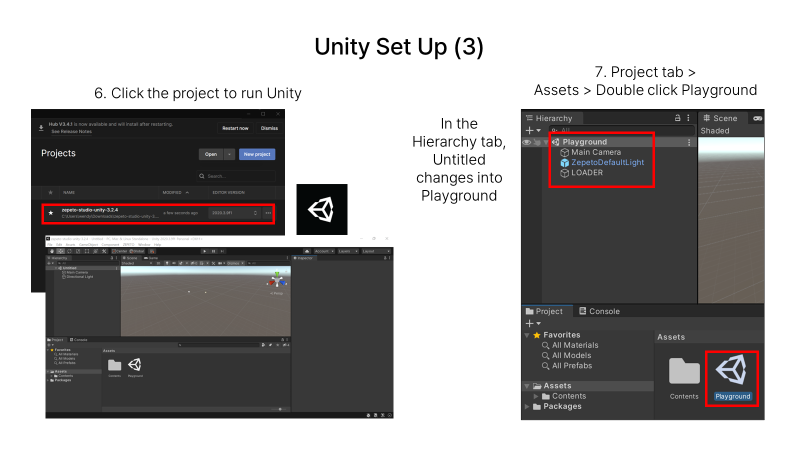 Unity Set Up (3)
6. Click the project to run Unity
Hub V3.4.1 is now available and will install after restarting.
See Release Notes
Restart now
Dismiss
Projects
Open
New project
Search...
NAME
MODIFIED
EDITOR VERSION
zepeto-studio-unity-3.2.4
a few seconds ago
Hierarchy
Untitled
Main Camera
Directional Light
Scene
Game
Shaded
Inspector
Account
Layers
Layout
Project
Console
Favorites
All Materials
All Models
All Prefabs
Assets
Contents
Packages
Assets
Contents
Playground
In the
Hierarchy tab,
Untitled
changes into
Playground
7. Project tab >
Assets > Double click Playground
Hierarchy
All
Playground
Main Camera
ZepetoDefaultLight
LOADER
Scene
Shaded
Project
Console
Favorites
All Materials
All Models
All Prefabs
Assets
Contents
Packages
Assets
Contents
Playground